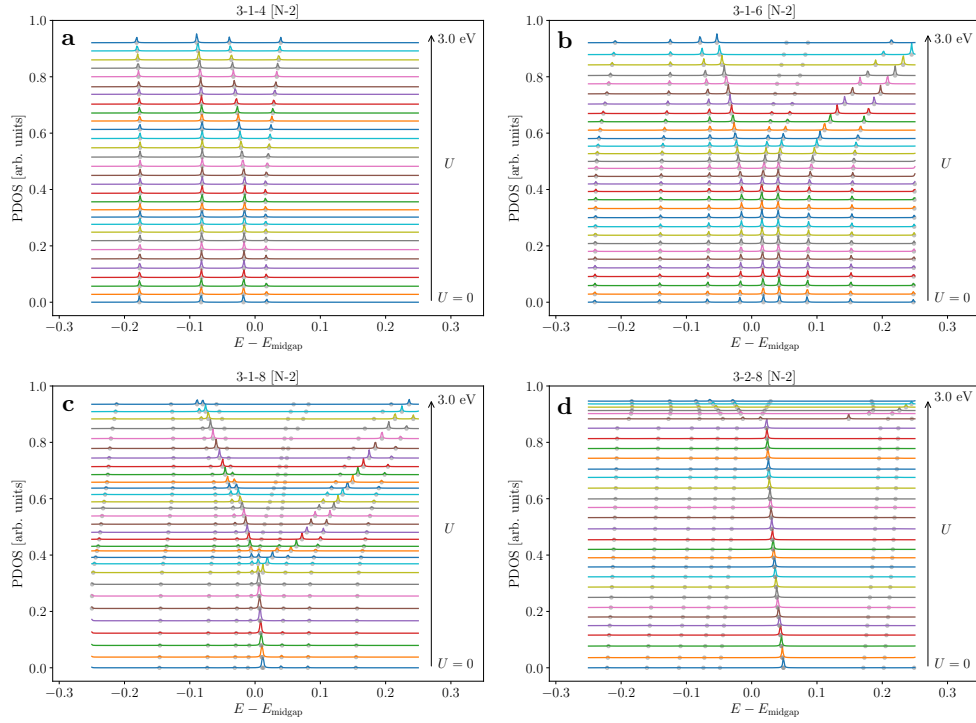 3-1-4 [N-2]
a
3.0 eV
1.0
0.8
0.6
0.4
0.2
0.0
PDOS [arb. units]
U
U = 0
−0.3 −0.2 −0.1 0.0 0.1 0.2 0.3
E − E_midgap
3-1-6 [N-2]
b
3.0 eV
1.0
0.8
0.6
0.4
0.2
0.0
PDOS [arb. units]
U
U = 0
−0.3 −0.2 −0.1 0.0 0.1 0.2 0.3
E − E_midgap
3-1-8 [N-2]
c
3.0 eV
1.0
0.8
0.6
0.4
0.2
0.0
PDOS [arb. units]
U
U = 0
−0.3 −0.2 −0.1 0.0 0.1 0.2 0.3
E − E_midgap
3-2-8 [N-2]
d
3.0 eV
1.0
0.8
0.6
0.4
0.2
0.0
PDOS [arb. units]
U
U = 0
−0.3 −0.2 −0.1 0.0 0.1 0.2 0.3
E − E_midgap